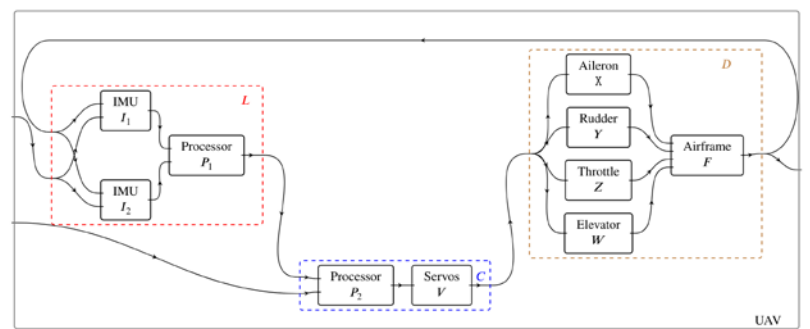 L
IMU
I1
IMU
I2
Processor
P1
Processor
P2
Servos
V
C
D
Aileron
X
Rudder
Y
Throttle
Z
Elevator
W
Airframe
F
UAV